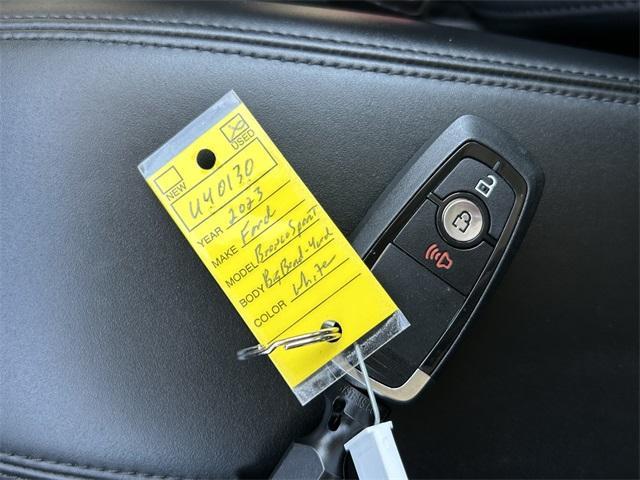 NEW USED
U40130
YEAR 2023
MAKE Ford
MODEL Bronco Sport
BODY Big Bend-4wd
COLOR White